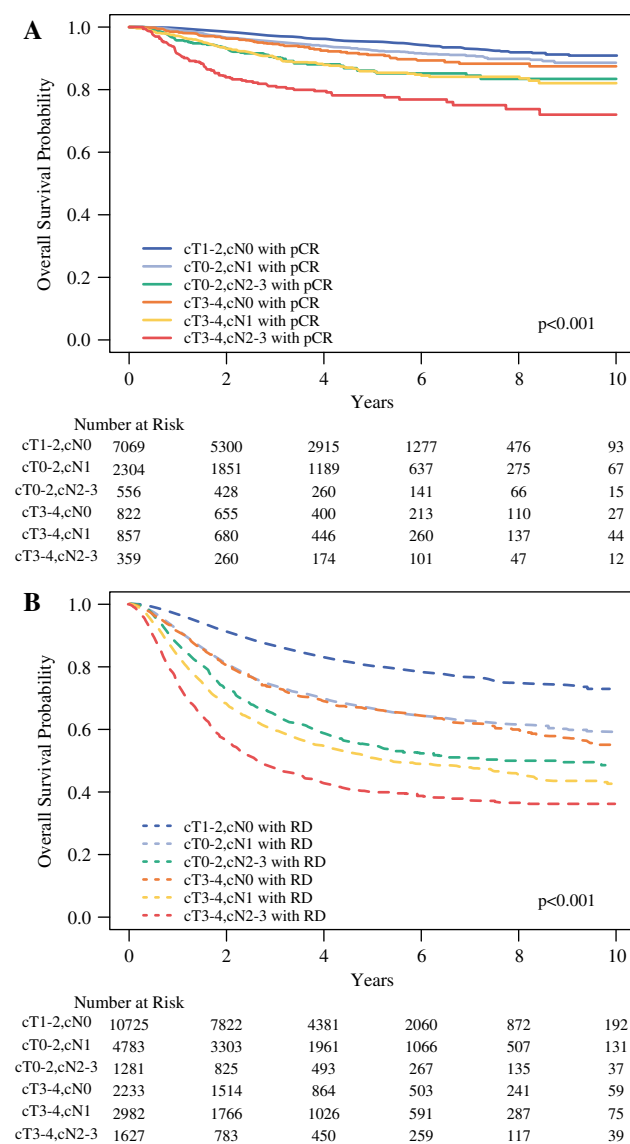 A
Overall Survival Probability
1.0
0.8
0.6
0.4
0.2
0.0
cT1-2,cN0 with pCR
cT0-2,cN1 with pCR
cT0-2,cN2-3 with pCR
cT3-4,cN0 with pCR
cT3-4,cN1 with pCR
cT3-4,cN2-3 with pCR
p<0.001
0 2 4 6 8 10
Years
Number at Risk
cT1-2,cN0 7069 5300 2915 1277 476 93
cT0-2,cN1 2304 1851 1189 637 275 67
cT0-2,cN2-3 556 428 260 141 66 15
cT3-4,cN0 822 655 400 213 110 27
cT3-4,cN1 857 680 446 260 137 44
cT3-4,cN2-3 359 260 174 101 47 12
B
Overall Survival Probability
1.0
0.8
0.6
0.4
0.2
0.0
cT1-2,cN0 with RD
cT0-2,cN1 with RD
cT0-2,cN2-3 with RD
cT3-4,cN0 with RD
cT3-4,cN1 with RD
cT3-4,cN2-3 with RD
p<0.001
0 2 4 6 8 10
Years
Number at Risk
cT1-2,cN0 10725 7822 4381 2060 872 192
cT0-2,cN1 4783 3303 1961 1066 507 131
cT0-2,cN2-3 1281 825 493 267 135 37
cT3-4,cN0 2233 1514 864 503 241 59
cT3-4,cN1 2982 1766 1026 591 287 75
cT3-4,cN2-3 1627 783 450 259 117 39